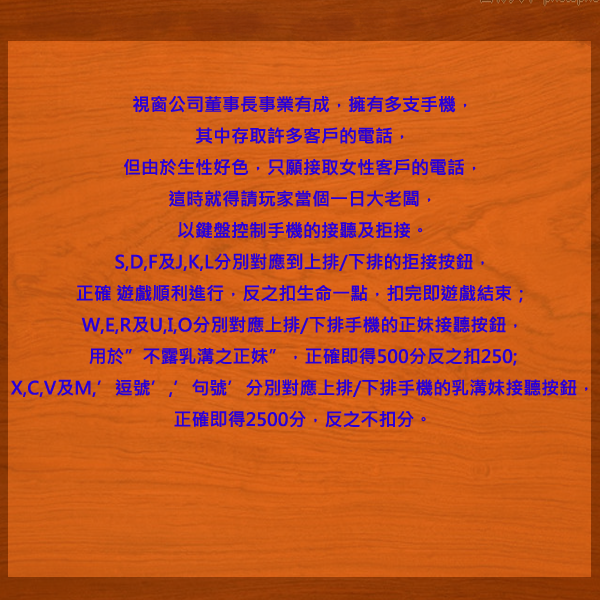 視窗公司董事長事業有成，擁有多支手機，
其中存取許多客戶的電話，
但由於生性好色，只願接取女性客戶的電話，
這時就得請玩家當個一日大老闆，
以鍵盤控制手機的接聽及拒接。
S,D,F及J,K,L分別對應到上排/下排的拒接按鈕，
正確 遊戲順利進行，反之扣生命一點，扣完即遊戲結束；
W,E,R及U,I,O分別對應上排/下排手機的正妹接聽按鈕，
用於”不露乳溝之正妹”，正確即得500分反之扣250;
X,C,V及M,’逗號’,’句號’分別對應上排/下排手機的乳溝妹接聽按鈕，
正確即得2500分，反之不扣分。